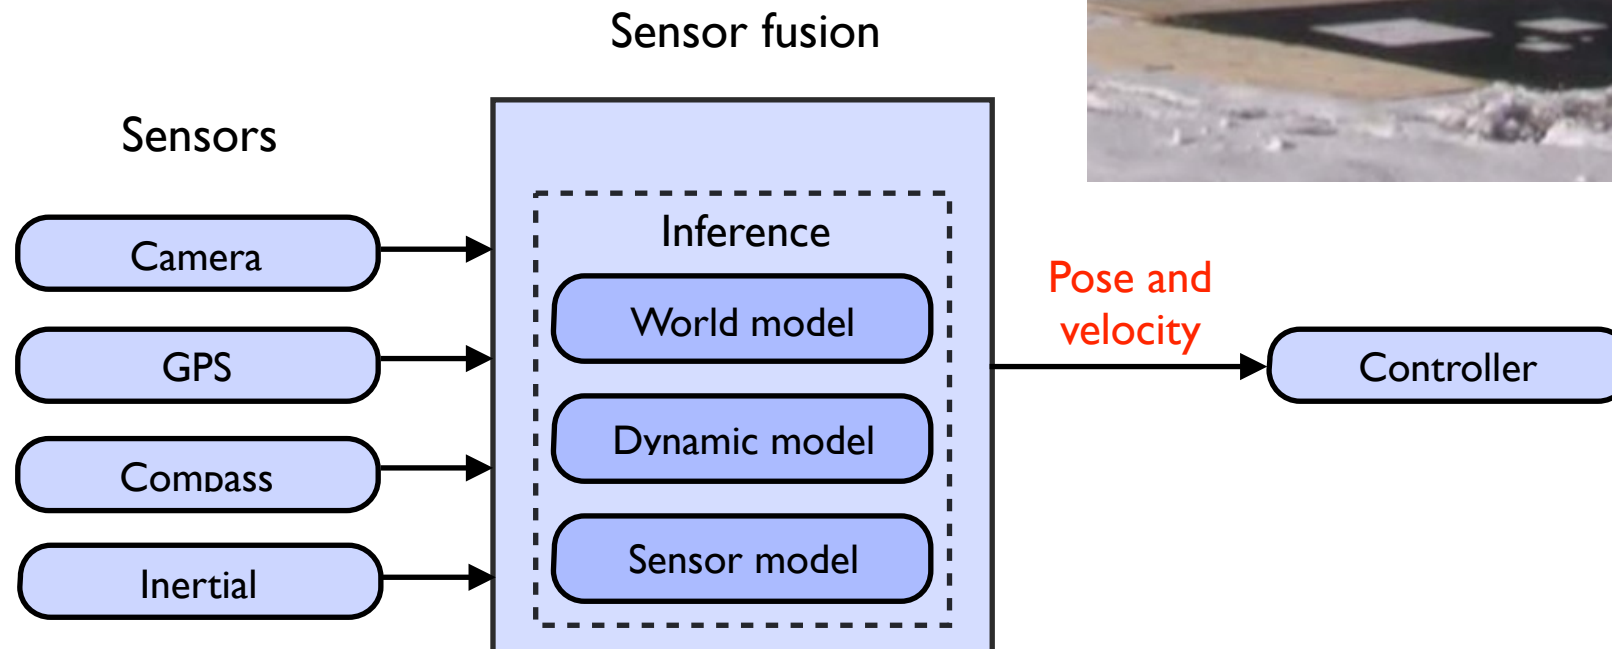 Sensor fusion
Sensors
Camera
GPS
Compass
Inertial
Inference
World model
Dynamic model
Sensor model
Pose and
velocity
Controller